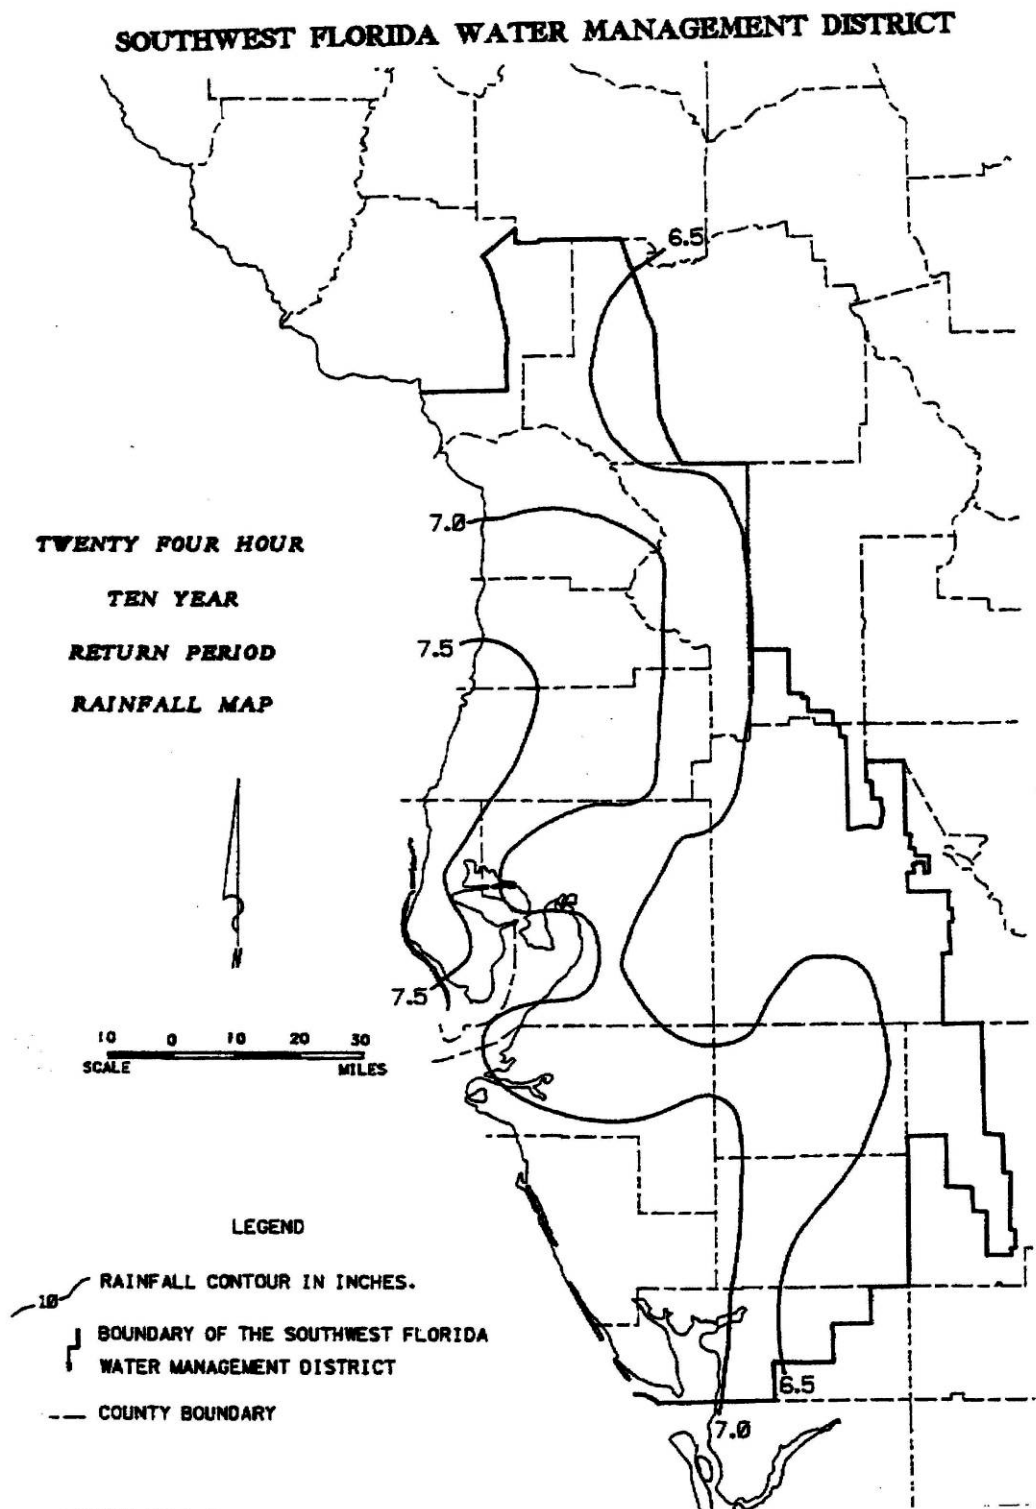 SOUTHWEST FLORIDA WATER MANAGEMENT DISTRICT
6.5
7.0
TWENTY FOUR HOUR
TEN YEAR
RETURN PERIOD
RAINFALL MAP
7.5
7.5
N
10 0 10 20 30
SCALE MILES
LEGEND
10 RAINFALL CONTOUR IN INCHES.
BOUNDARY OF THE SOUTHWEST FLORIDA
WATER MANAGEMENT DISTRICT
COUNTY BOUNDARY
6.5
7.0